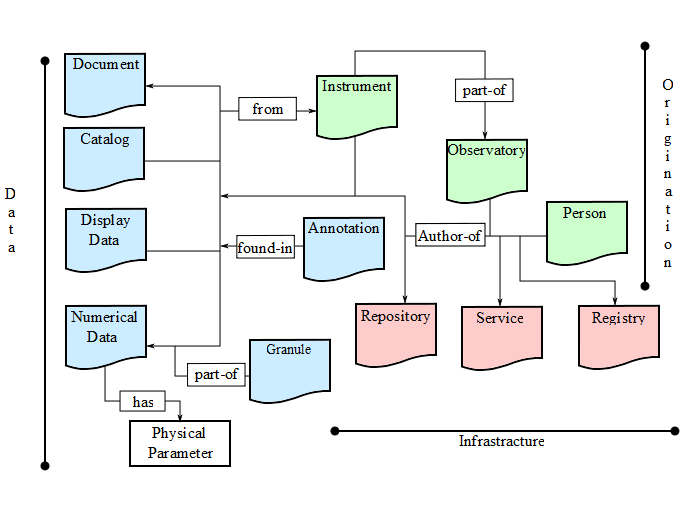 Document
Instrument
part-of
from
Catalog
Observatory
Display
Data
Annotation
Person
found-in
Author-of
Numerical
Data
Repository
Service
Registry
Granule
part-of
has
Physical
Parameter
Infrastracture
Data
Origination